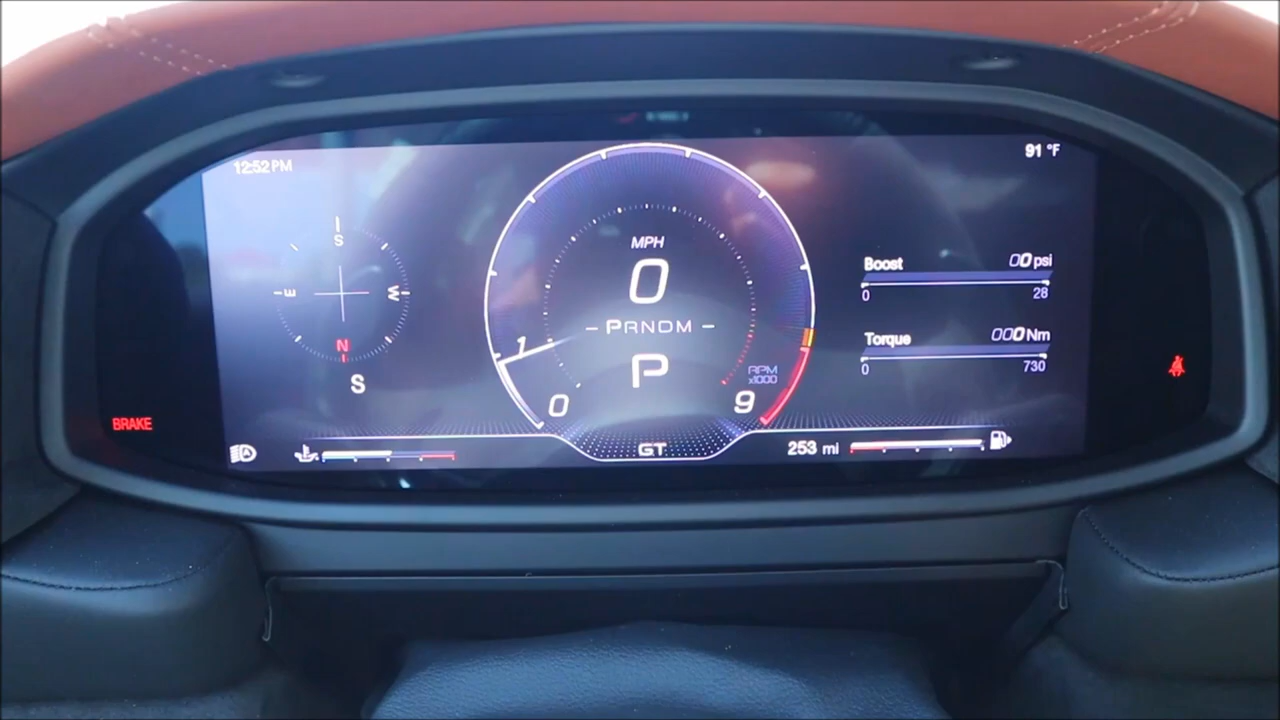 12:52 PM
91 °F
S
E
W
N
S
MPH
0
PRNDM
P
1
0
9
RPM
x1000
Boost
00 psi
0
28
Torque
000 Nm
0
730
BRAKE
A
GT
253 mi